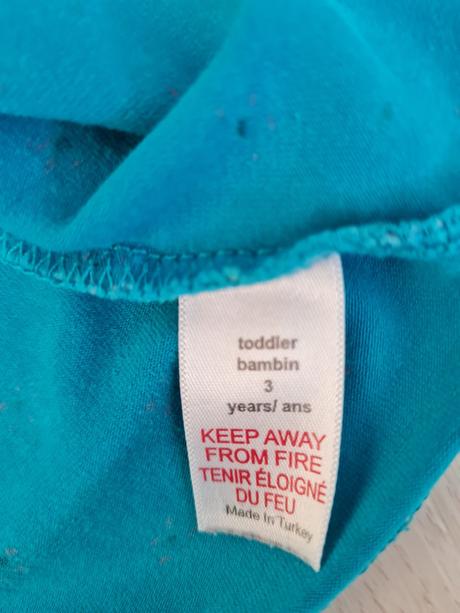 toddler
bambin
3
years/ ans
KEEP AWAY
FROM FIRE
TENIR ÉLOIGNÉ
DU FEU
Made In Turkey